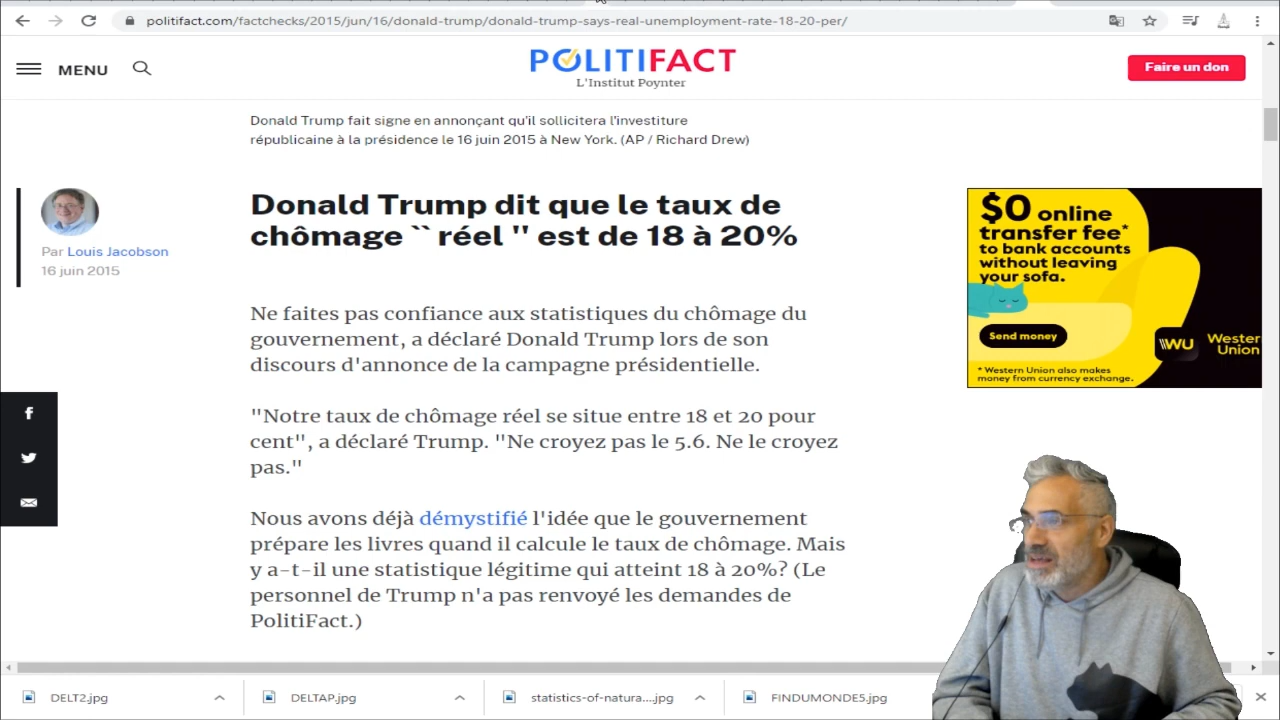 politifact.com/factchecks/2015/jun/16/donald-trump/donald-trump-says-real-unemployment-rate-18-20-per/
MENU
POLITIFACT
L'Institut Poynter
Faire un don
Donald Trump fait signe en annonçant qu'il sollicitera l'investiture
républicaine à la présidence le 16 juin 2015 à New York. (AP / Richard Drew)
Par Louis Jacobson
16 juin 2015
Donald Trump dit que le taux de
chômage `` réel '' est de 18 à 20%
Ne faites pas confiance aux statistiques du chômage du
gouvernement, a déclaré Donald Trump lors de son
discours d'annonce de la campagne présidentielle.
"Notre taux de chômage réel se situe entre 18 et 20 pour
cent", a déclaré Trump. "Ne croyez pas le 5.6. Ne le croyez
pas."
Nous avons déjà démystifié l'idée que le gouvernement
prépare les livres quand il calcule le taux de chômage. Mais
y a-t-il une statistique légitime qui atteint 18 à 20%? (Le
personnel de Trump n'a pas renvoyé les demandes de
PolitiFact.)
$0 online
transfer fee*
to bank accounts
without leaving
your sofa.
Send money
WU
Western
Union
* Western Union also makes
money from currency exchange.
DELT2.jpg
DELTAP.jpg
statistics-of-natura....jpg
FINDUMONDE5.jpg